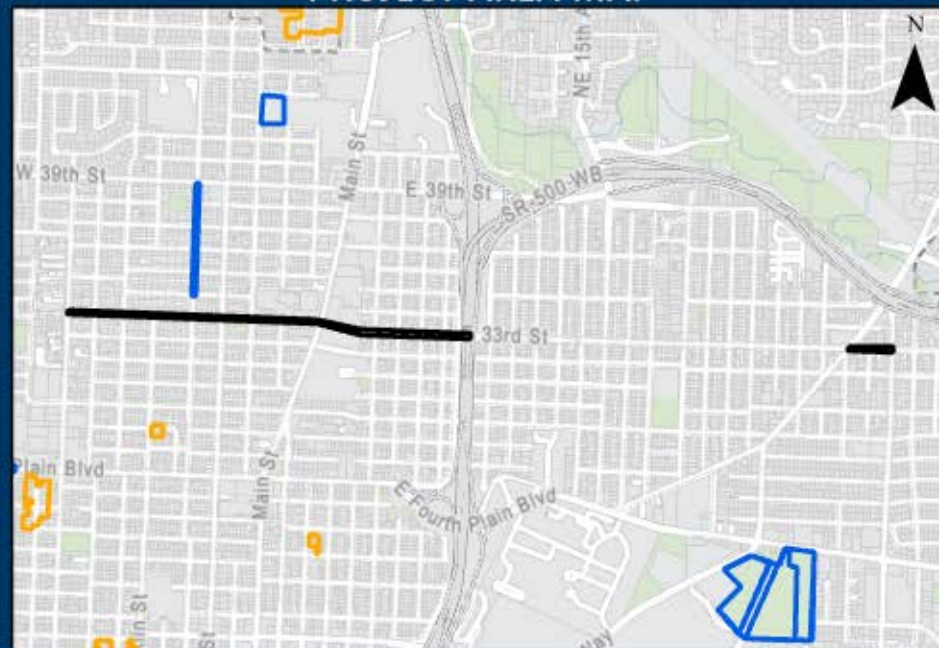 N
NE 15th A
Main St
W 39th St
E 39th St
SR-500 WB
33rd St
Plain Blvd
Main St
E Fourth Plain Blvd
St
St